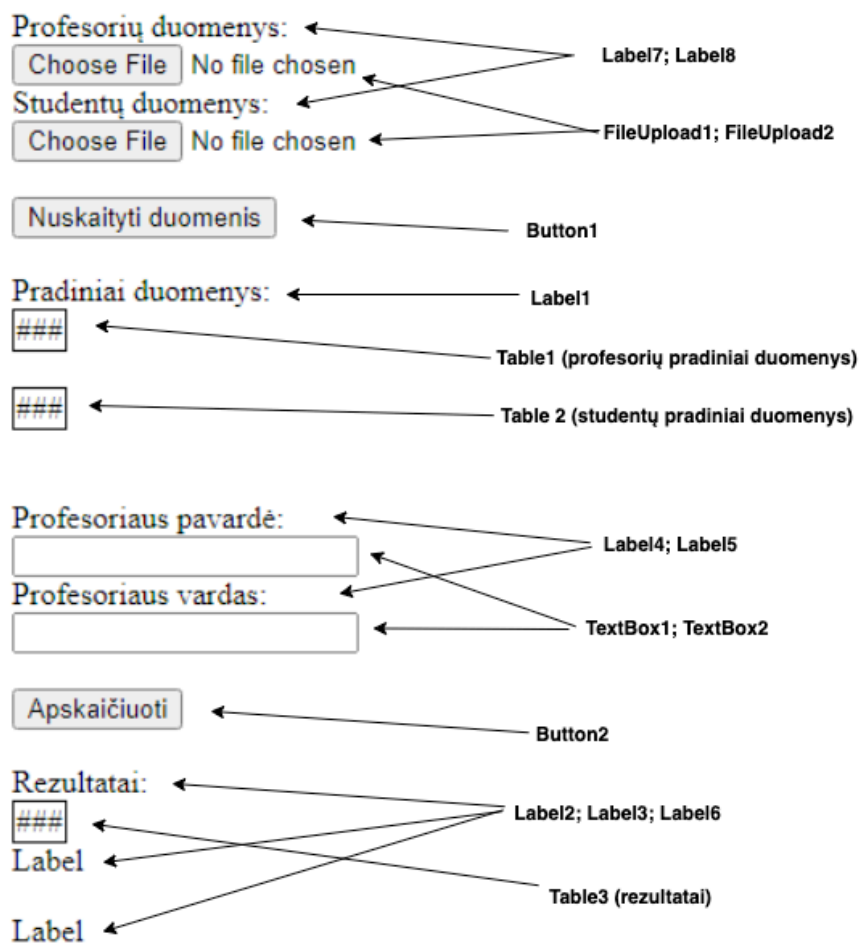 Profesorių duomenys:
Label7; Label8
Choose File No file chosen
Studentų duomenys:
FileUpload1; FileUpload2
Choose File No file chosen
Nuskaityti duomenis
Button1
Pradiniai duomenys:
Label1
###
Table1 (profesorių pradiniai duomenys)
###
Table 2 (studentų pradiniai duomenys)
Profesoriaus pavardė:
Label4; Label5
Profesoriaus vardas:
TextBox1; TextBox2
Apskaičiuoti
Button2
Rezultatai:
Label2; Label3; Label6
###
Label
Table3 (rezultatai)
Label